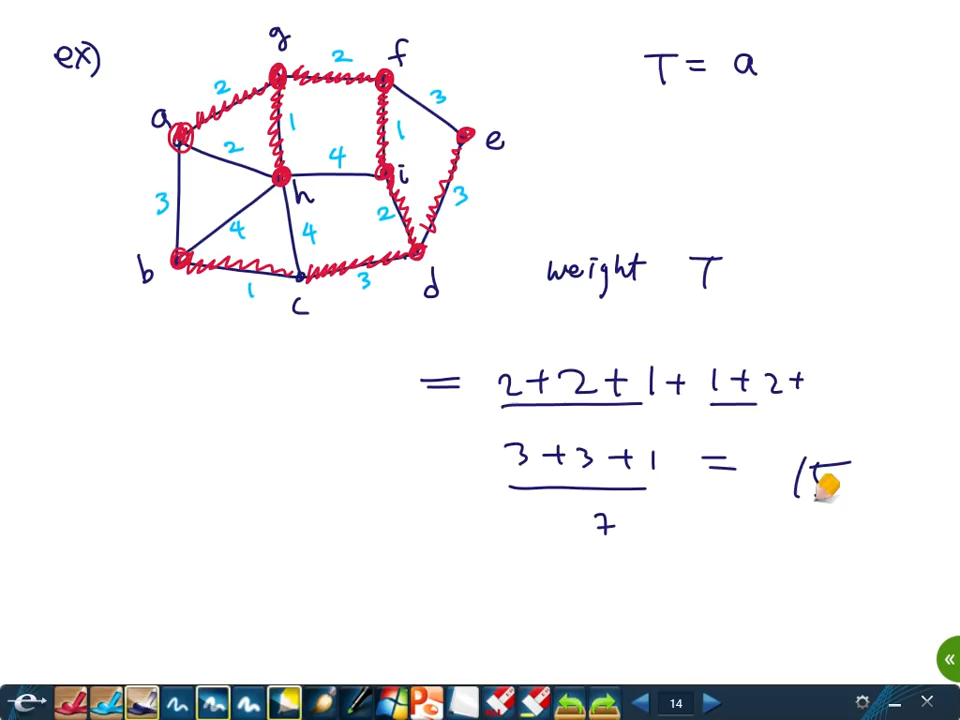 ex)
g
f
T = a
2
2
3
a
1
1
e
2
4
i
h
3
2
3
4
4
b
3
d
1
c
weight T
= 2+2+1+ 1+2+
3+3+1 = 15
7
14